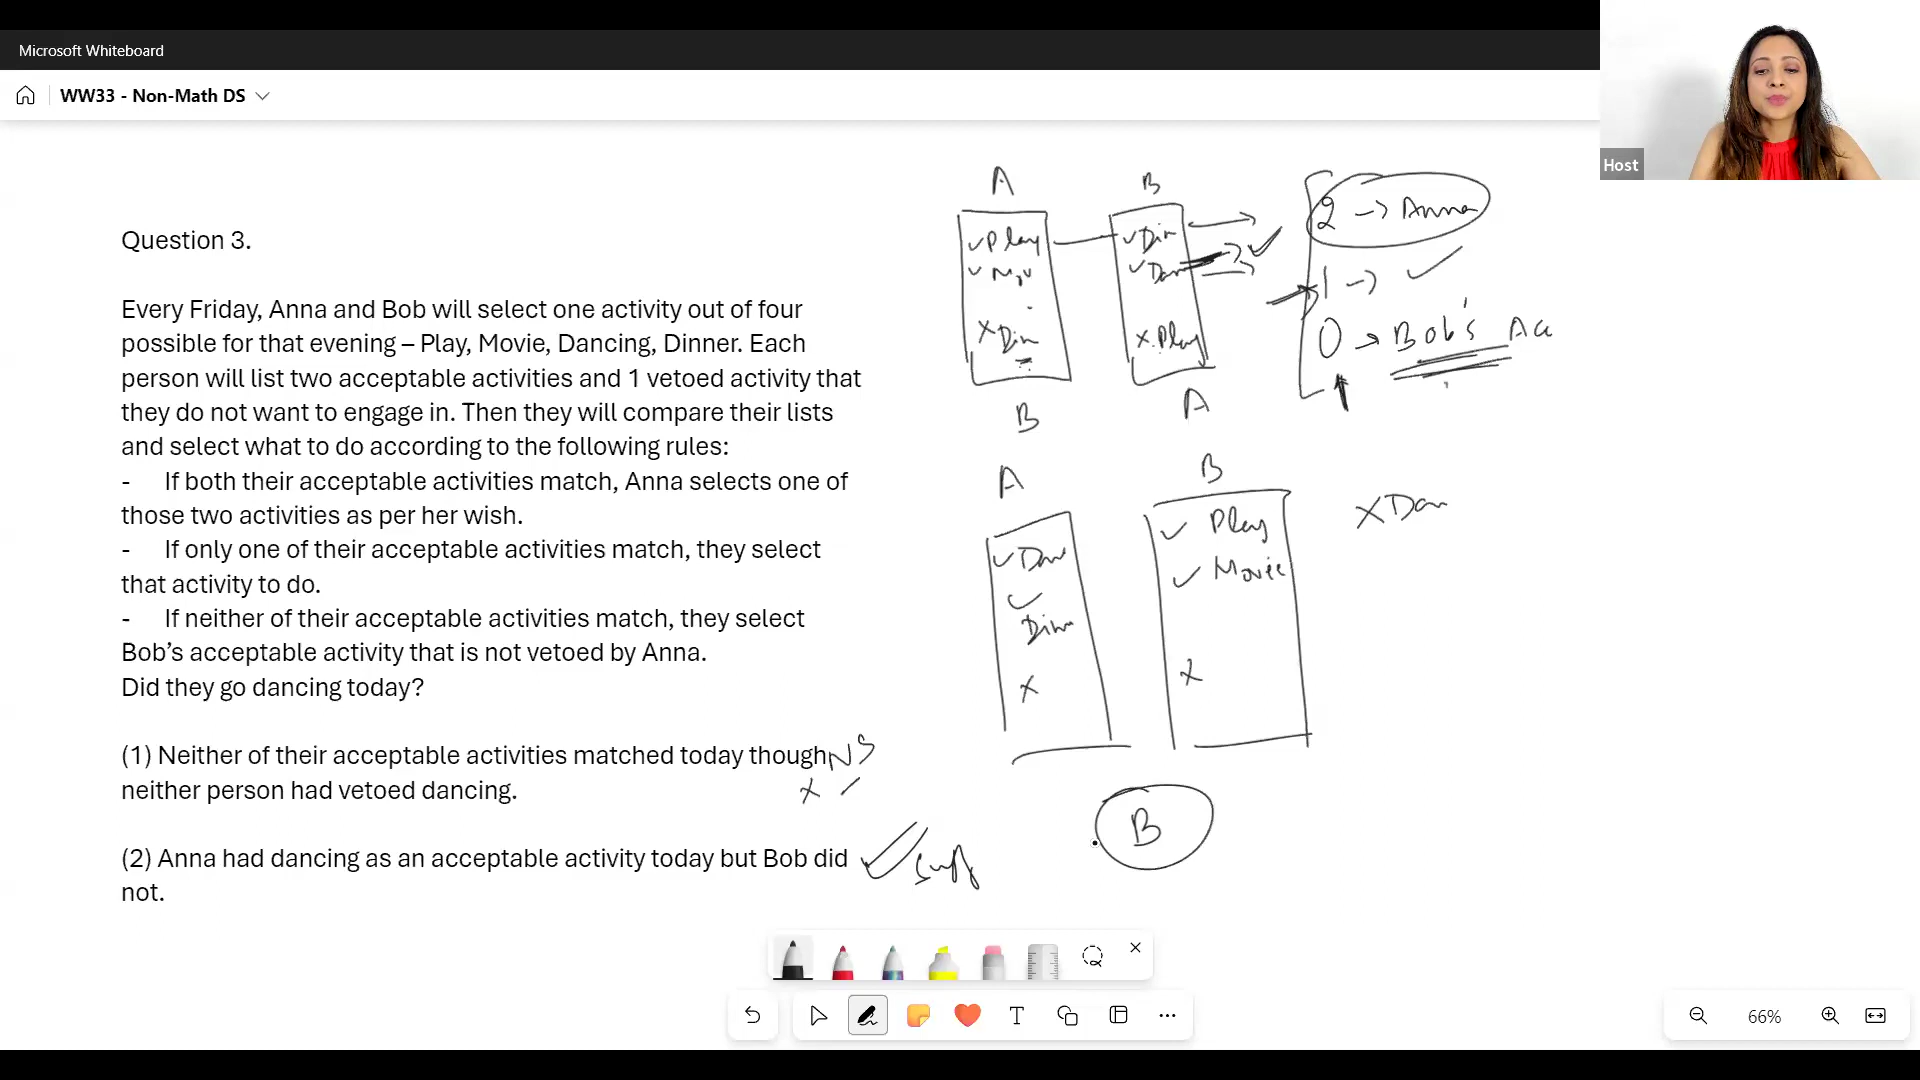 Microsoft Whiteboard
WW33 - Non-Math DS
Host
Question 3.
Every Friday, Anna and Bob will select one activity out of four
possible for that evening – Play, Movie, Dancing, Dinner. Each
person will list two acceptable activities and 1 vetoed activity that
they do not want to engage in. Then they will compare their lists
and select what to do according to the following rules:
- If both their acceptable activities match, Anna selects one of
those two activities as per her wish.
- If only one of their acceptable activities match, they select
that activity to do.
- If neither of their acceptable activities match, they select
Bob’s acceptable activity that is not vetoed by Anna.
Did they go dancing today?
(1) Neither of their acceptable activities matched today though NS
neither person had vetoed dancing. ✗ –
(2) Anna had dancing as an acceptable activity today but Bob did ✓ Suff
not.
A
✓ Play
✓ Mov
✗ Din
B
B
✓ Din
✓ Dan
✗ Play
A
2 → Anna
1 → ✓
0 → Bob's Ac
A
✓ Dan
✓
Dinn
✗
B
✓ Play
✓ Movie
✗
✗ Dan
B
66%